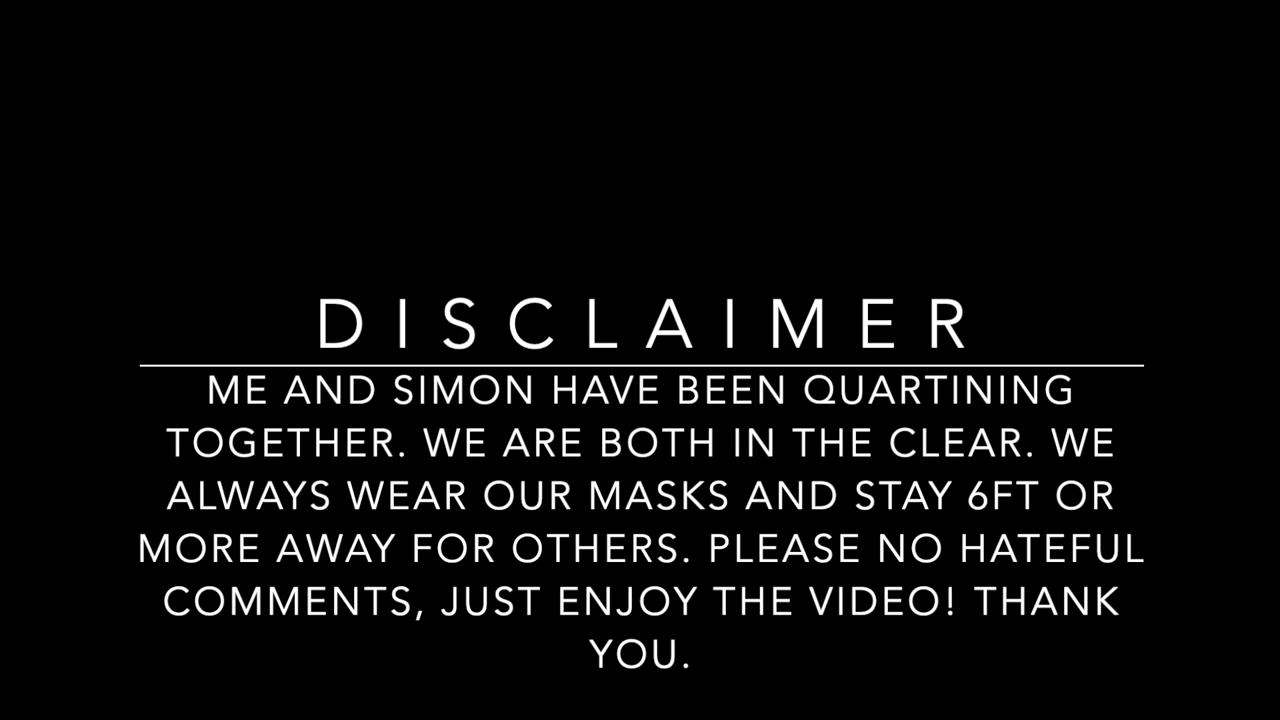 DISCLAIMER
ME AND SIMON HAVE BEEN QUARTINING
TOGETHER. WE ARE BOTH IN THE CLEAR. WE
ALWAYS WEAR OUR MASKS AND STAY 6FT OR
MORE AWAY FOR OTHERS. PLEASE NO HATEFUL
COMMENTS, JUST ENJOY THE VIDEO! THANK
YOU.